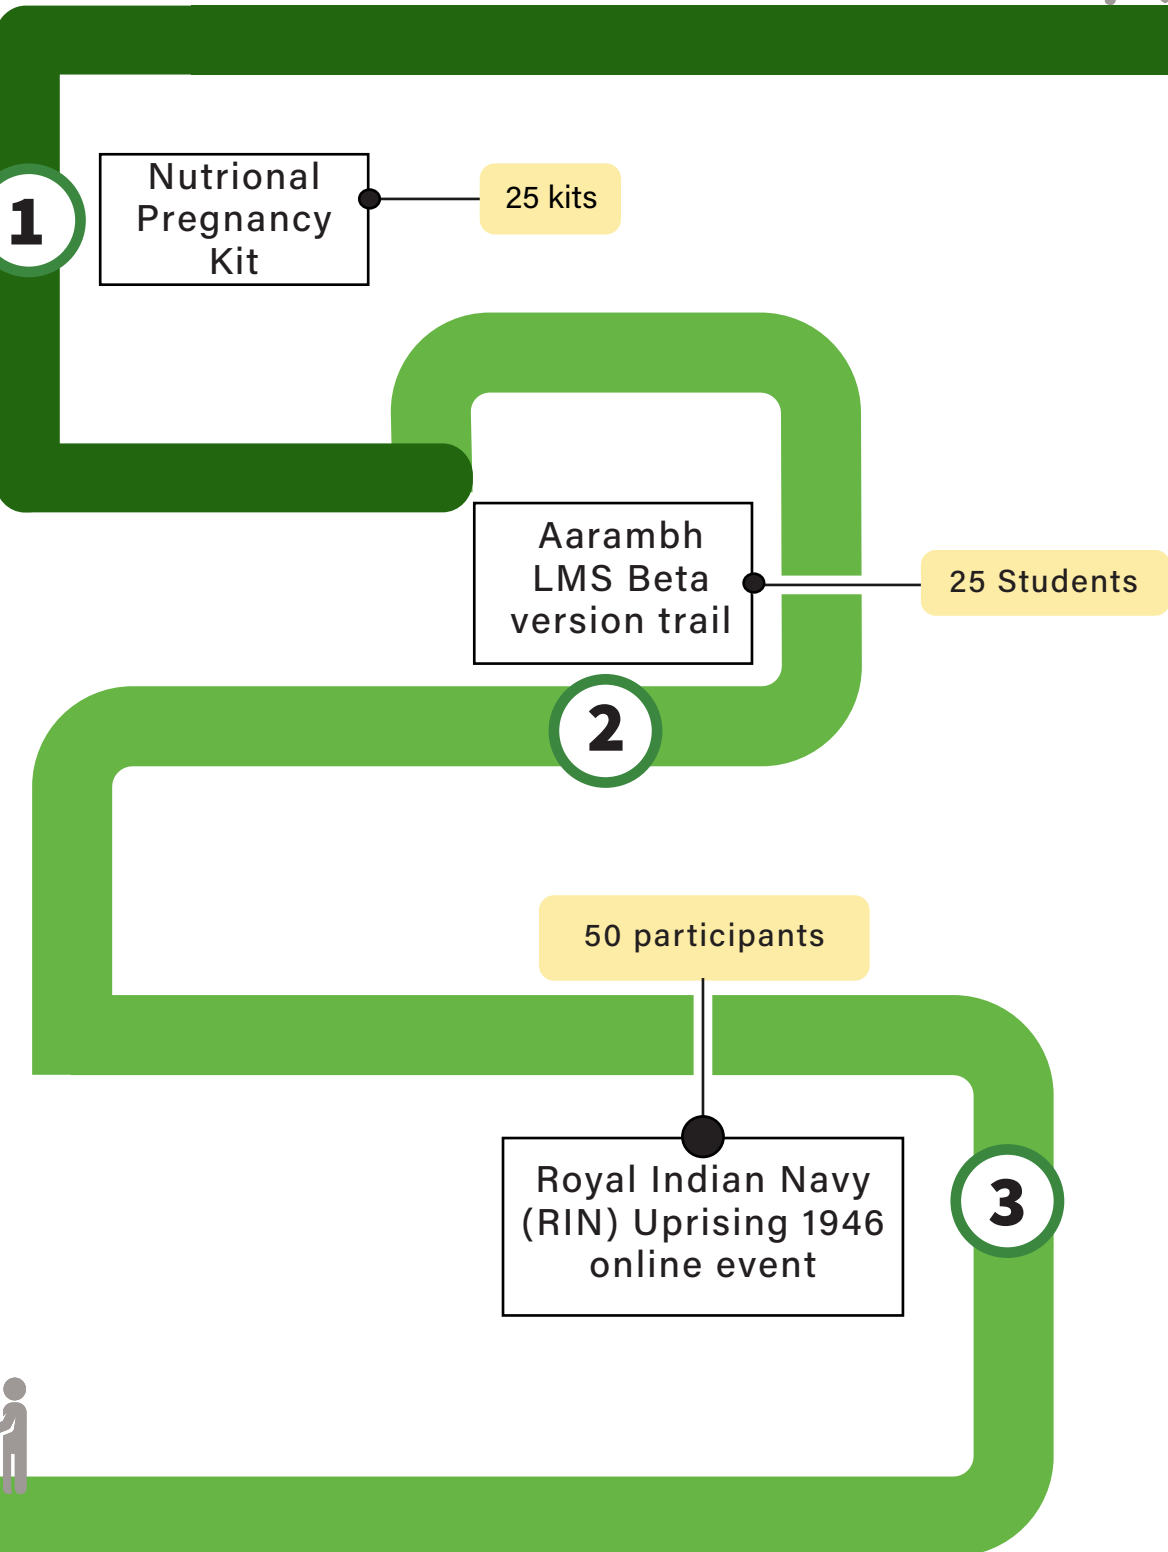 1
Nutrional
Pregnancy
Kit
25 kits
Aarambh
LMS Beta
version trail
25 Students
2
50 participants
Royal Indian Navy
(RIN) Uprising 1946
online event
3